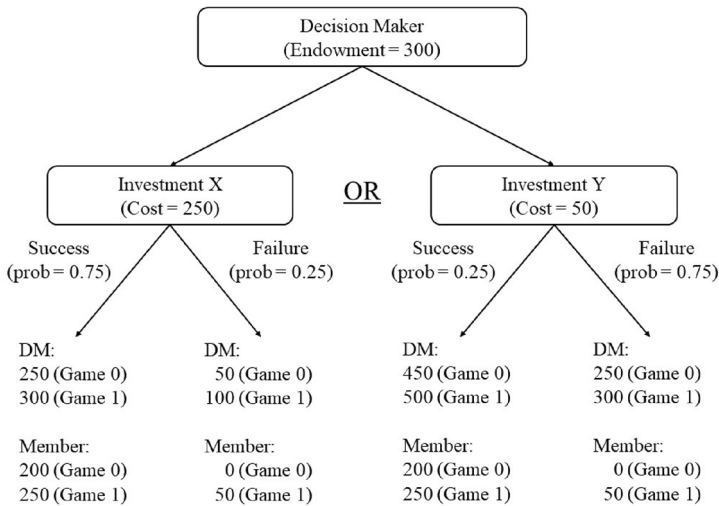 Decision Maker
(Endowment = 300)
Investment X
(Cost = 250)
OR
Investment Y
(Cost = 50)
Success
(prob = 0.75)
Failure
(prob = 0.25)
Success
(prob = 0.25)
Failure
(prob = 0.75)
DM:
250 (Game 0)
300 (Game 1)
Member:
200 (Game 0)
250 (Game 1)
DM:
50 (Game 0)
100 (Game 1)
Member:
0 (Game 0)
50 (Game 1)
DM:
450 (Game 0)
500 (Game 1)
Member:
200 (Game 0)
250 (Game 1)
DM:
250 (Game 0)
300 (Game 1)
Member:
0 (Game 0)
50 (Game 1)